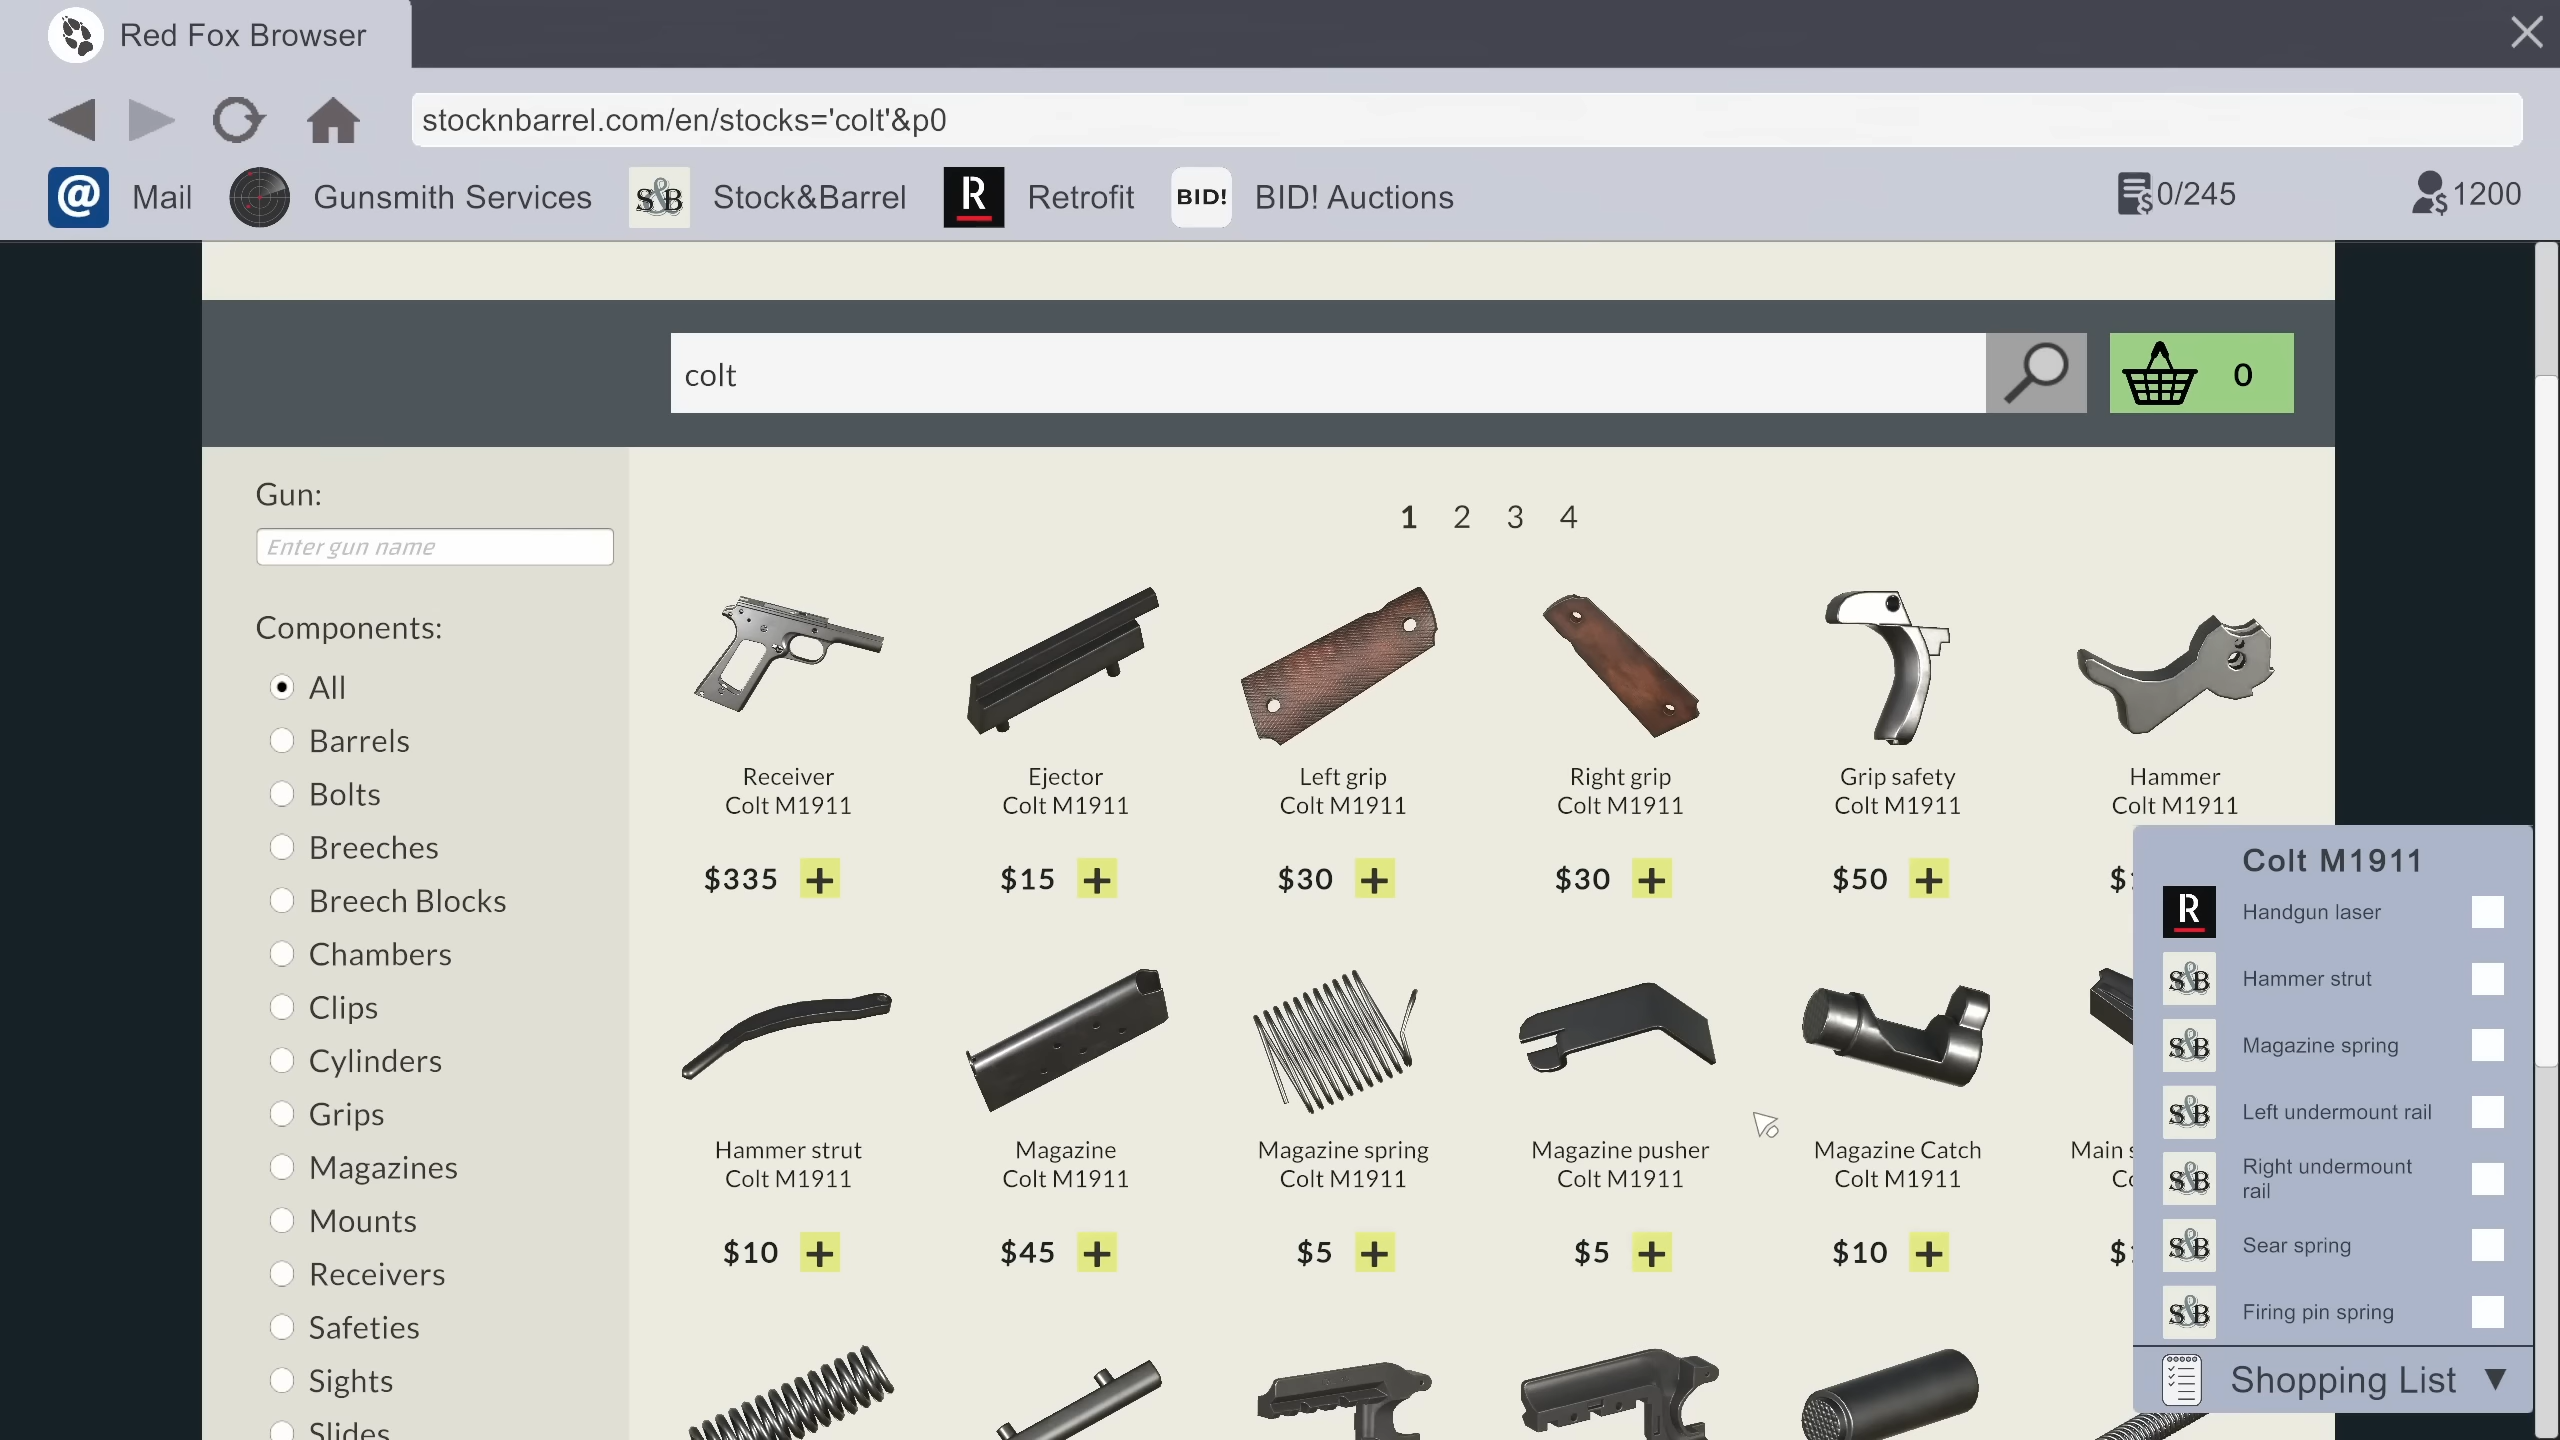 Red Fox Browser
stocknbarrel.com/en/stocks='colt'&p0
@ Mail Gunsmith Services S&B Stock&Barrel R Retrofit BID! BID! Auctions 0/245 1200
colt
0
Gun:
Enter gun name
Components:
All
Barrels
Bolts
Breeches
Breech Blocks
Chambers
Clips
Cylinders
Grips
Magazines
Mounts
Receivers
Safeties
Sights
Slides
1 2 3 4
Receiver
Colt M1911
$335 +
Ejector
Colt M1911
$15 +
Left grip
Colt M1911
$30 +
Right grip
Colt M1911
$30 +
Grip safety
Colt M1911
$50 +
Hammer
Colt M1911
Hammer strut
Colt M1911
$10 +
Magazine
Colt M1911
$45 +
Magazine spring
Colt M1911
$5 +
Magazine pusher
Colt M1911
$5 +
Magazine Catch
Colt M1911
$10 +
Main
Colt M1911
R Handgun laser
S&B Hammer strut
S&B Magazine spring
S&B Left undermount rail
S&B Right undermount
rail
S&B Sear spring
S&B Firing pin spring
Shopping List ▼